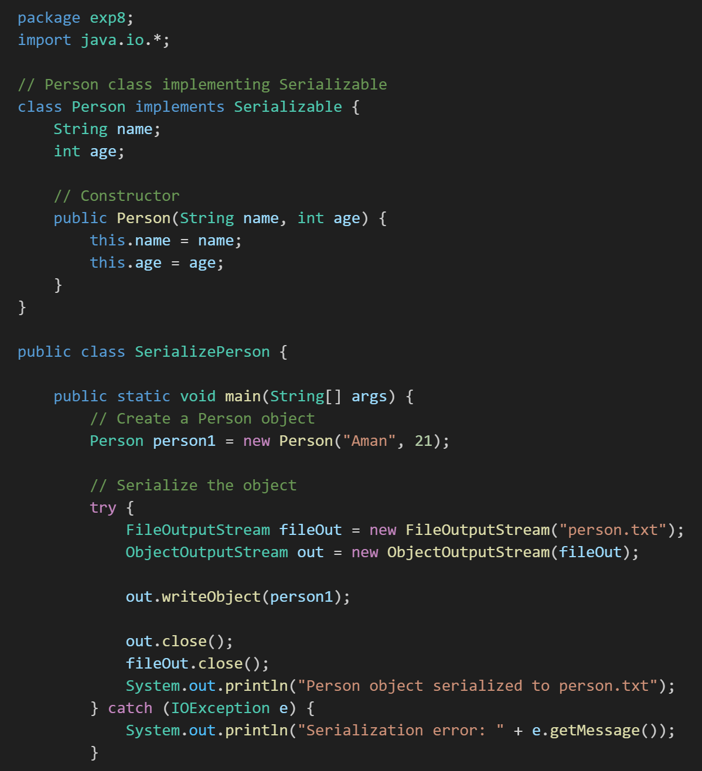 package exp8;
import java.io.*;

// Person class implementing Serializable
class Person implements Serializable {
    String name;
    int age;

    // Constructor
    public Person(String name, int age) {
        this.name = name;
        this.age = age;
    }
}

public class SerializePerson {

    public static void main(String[] args) {
        // Create a Person object
        Person person1 = new Person("Aman", 21);

        // Serialize the object
        try {
            FileOutputStream fileOut = new FileOutputStream("person.txt");
            ObjectOutputStream out = new ObjectOutputStream(fileOut);

            out.writeObject(person1);

            out.close();
            fileOut.close();
            System.out.println("Person object serialized to person.txt");
        } catch (IOException e) {
            System.out.println("Serialization error: " + e.getMessage());
        }